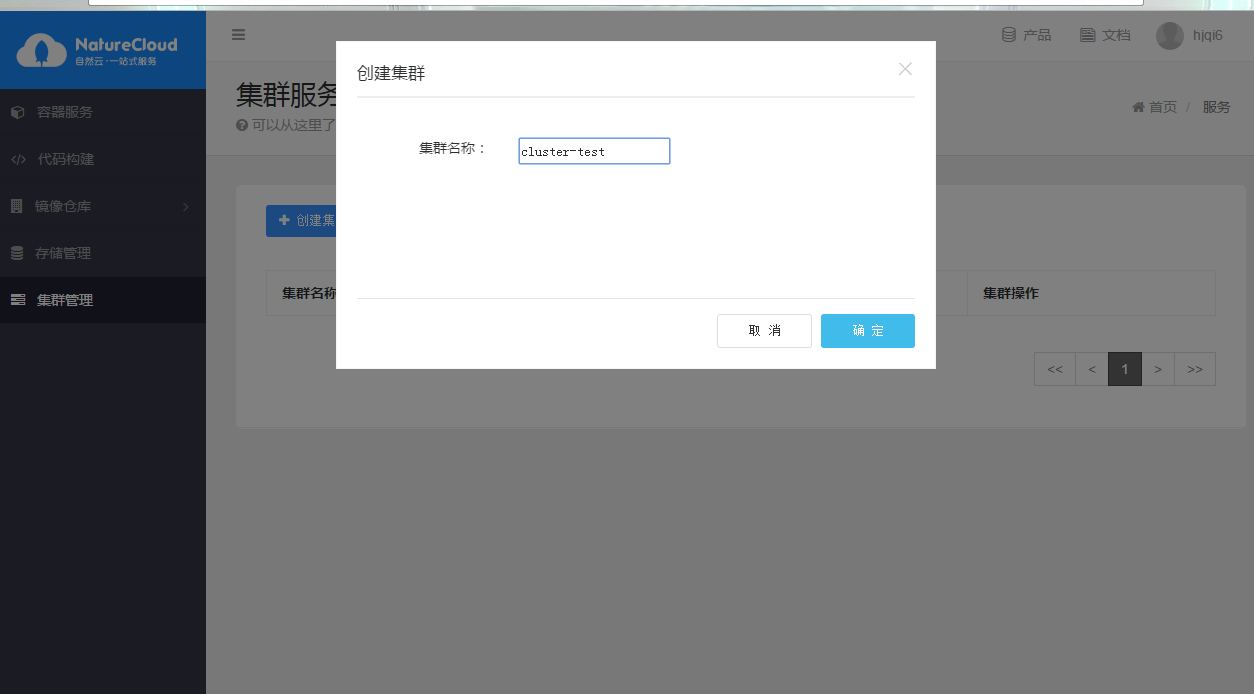 NatureCloud
自然云·一站式服务
产品
文档
hjqi6
容器服务
代码构建
镜像仓库
存储管理
集群管理
集群服务
可以从这里了
首页 / 服务
创建集
集群名称
集群操作
<< < 1 > >>
创建集群
集群名称：
cluster-test
取 消
确 定